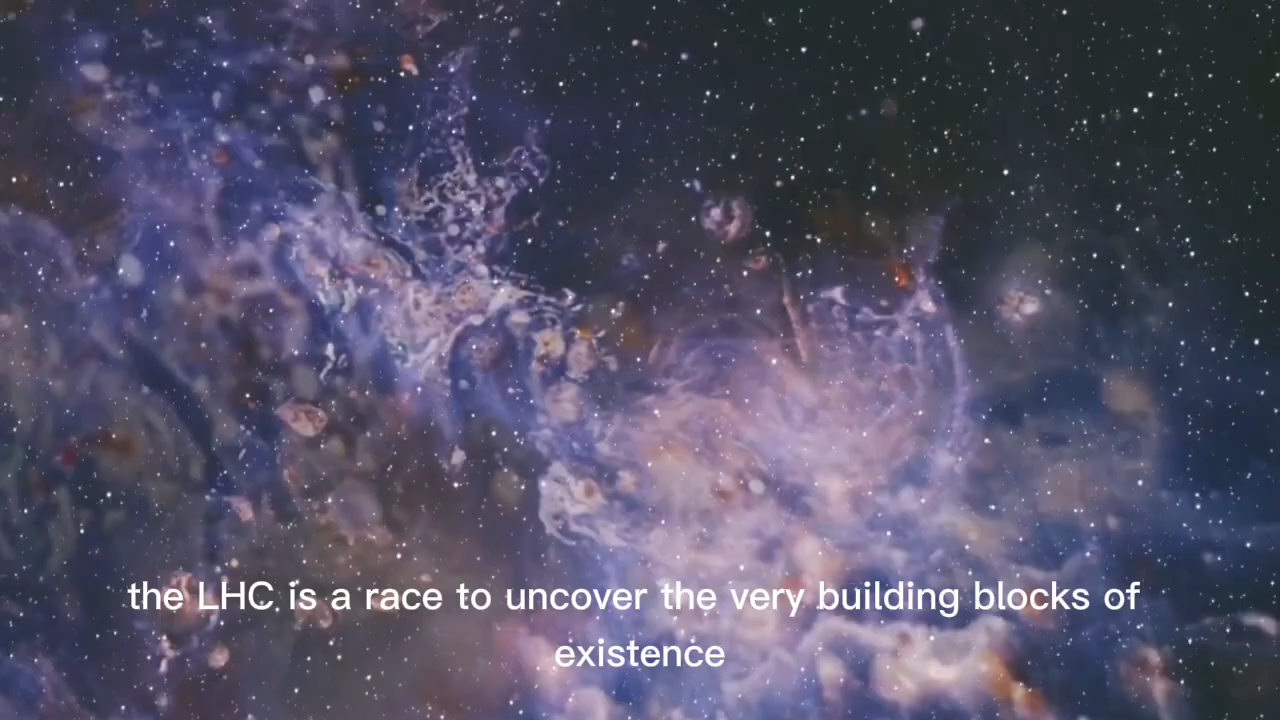 the LHC is a race to uncover the very building blocks of
existence